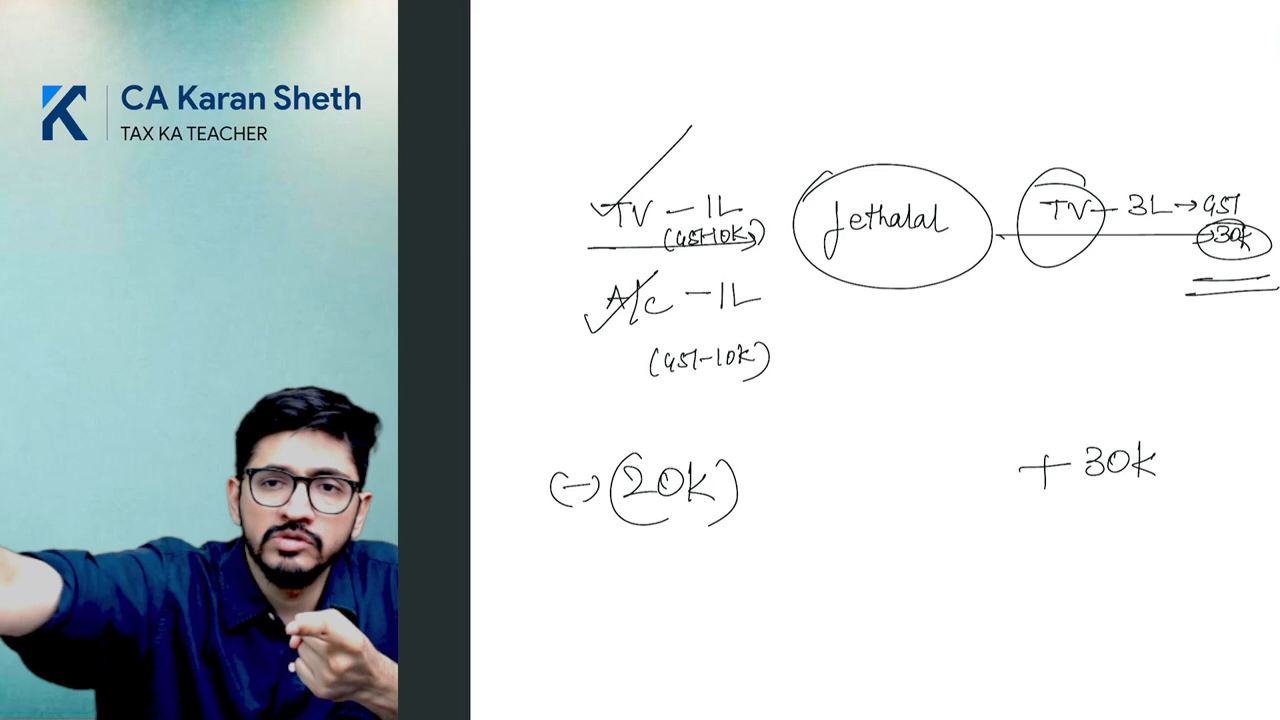 CA Karan Sheth
TAX KA TEACHER
TV - 1L
(GST-10K)
A/C - 1L
(GST-10K)
Jethalal
TV - 3L → GST
→ 30K
(-) (20K)
+ 30K